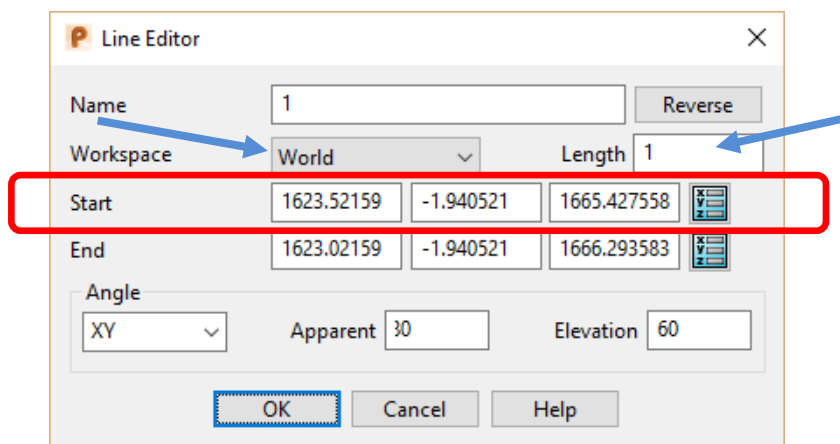 Line Editor
Name 1 Reverse
Workspace World Length 1
Start 1623.52159 -1.940521 1665.427558
End 1623.02159 -1.940521 1666.293583
Angle
XY Apparent Elevation 60
OK Cancel Help